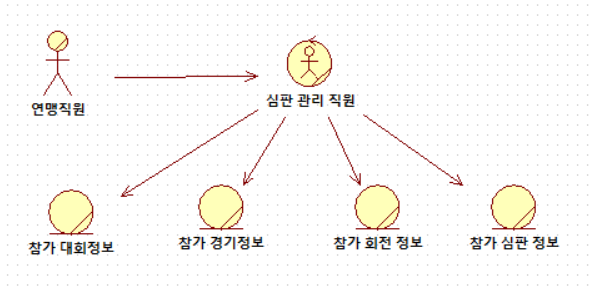 연맹직원
심판 관리 직원
참가 대회정보
참가 경기정보
참가 회전 정보
참가 심판 정보